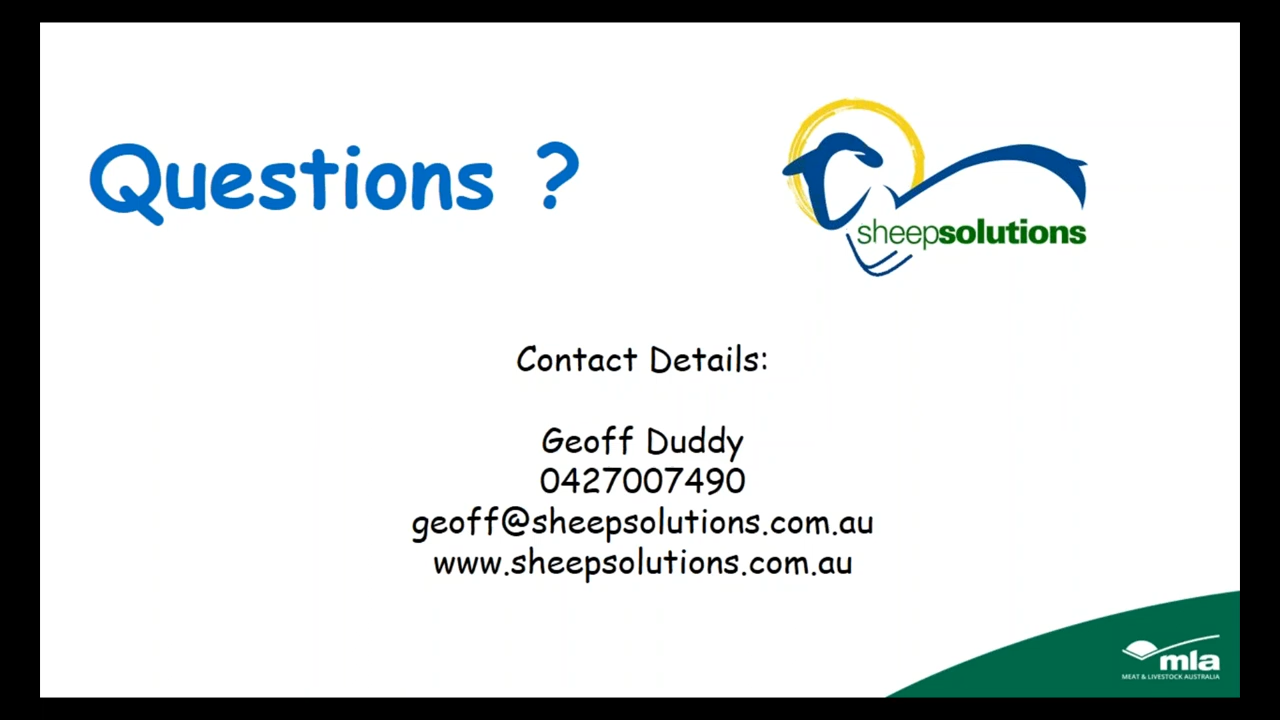 Questions ?
sheepsolutions
Contact Details:
Geoff Duddy
0427007490
geoff@sheepsolutions.com.au
www.sheepsolutions.com.au
mla
MEAT & LIVESTOCK AUSTRALIA